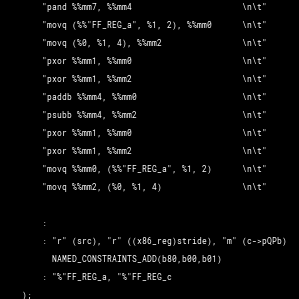 "pand %%mm7, %%mm4 \n\t"
"movq (%%"FF_REG_a", %1, 2), %%mm0 \n\t"
"movq (%0, %1, 4), %%mm2 \n\t"
"pxor %%mm1, %%mm0 \n\t"
"pxor %%mm1, %%mm2 \n\t"
"paddb %%mm4, %%mm0 \n\t"
"psubb %%mm4, %%mm2 \n\t"
"pxor %%mm1, %%mm0 \n\t"
"pxor %%mm1, %%mm2 \n\t"
"movq %%mm0, (%%"FF_REG_a", %1, 2) \n\t"
"movq %%mm2, (%0, %1, 4) \n\t"
:
: "r" (src), "r" ((x86_reg)stride), "m" (c->pQPb)
NAMED_CONSTRAINTS_ADD(b80,b00,b01)
: "%"FF_REG_a, "%"FF_REG_c
);